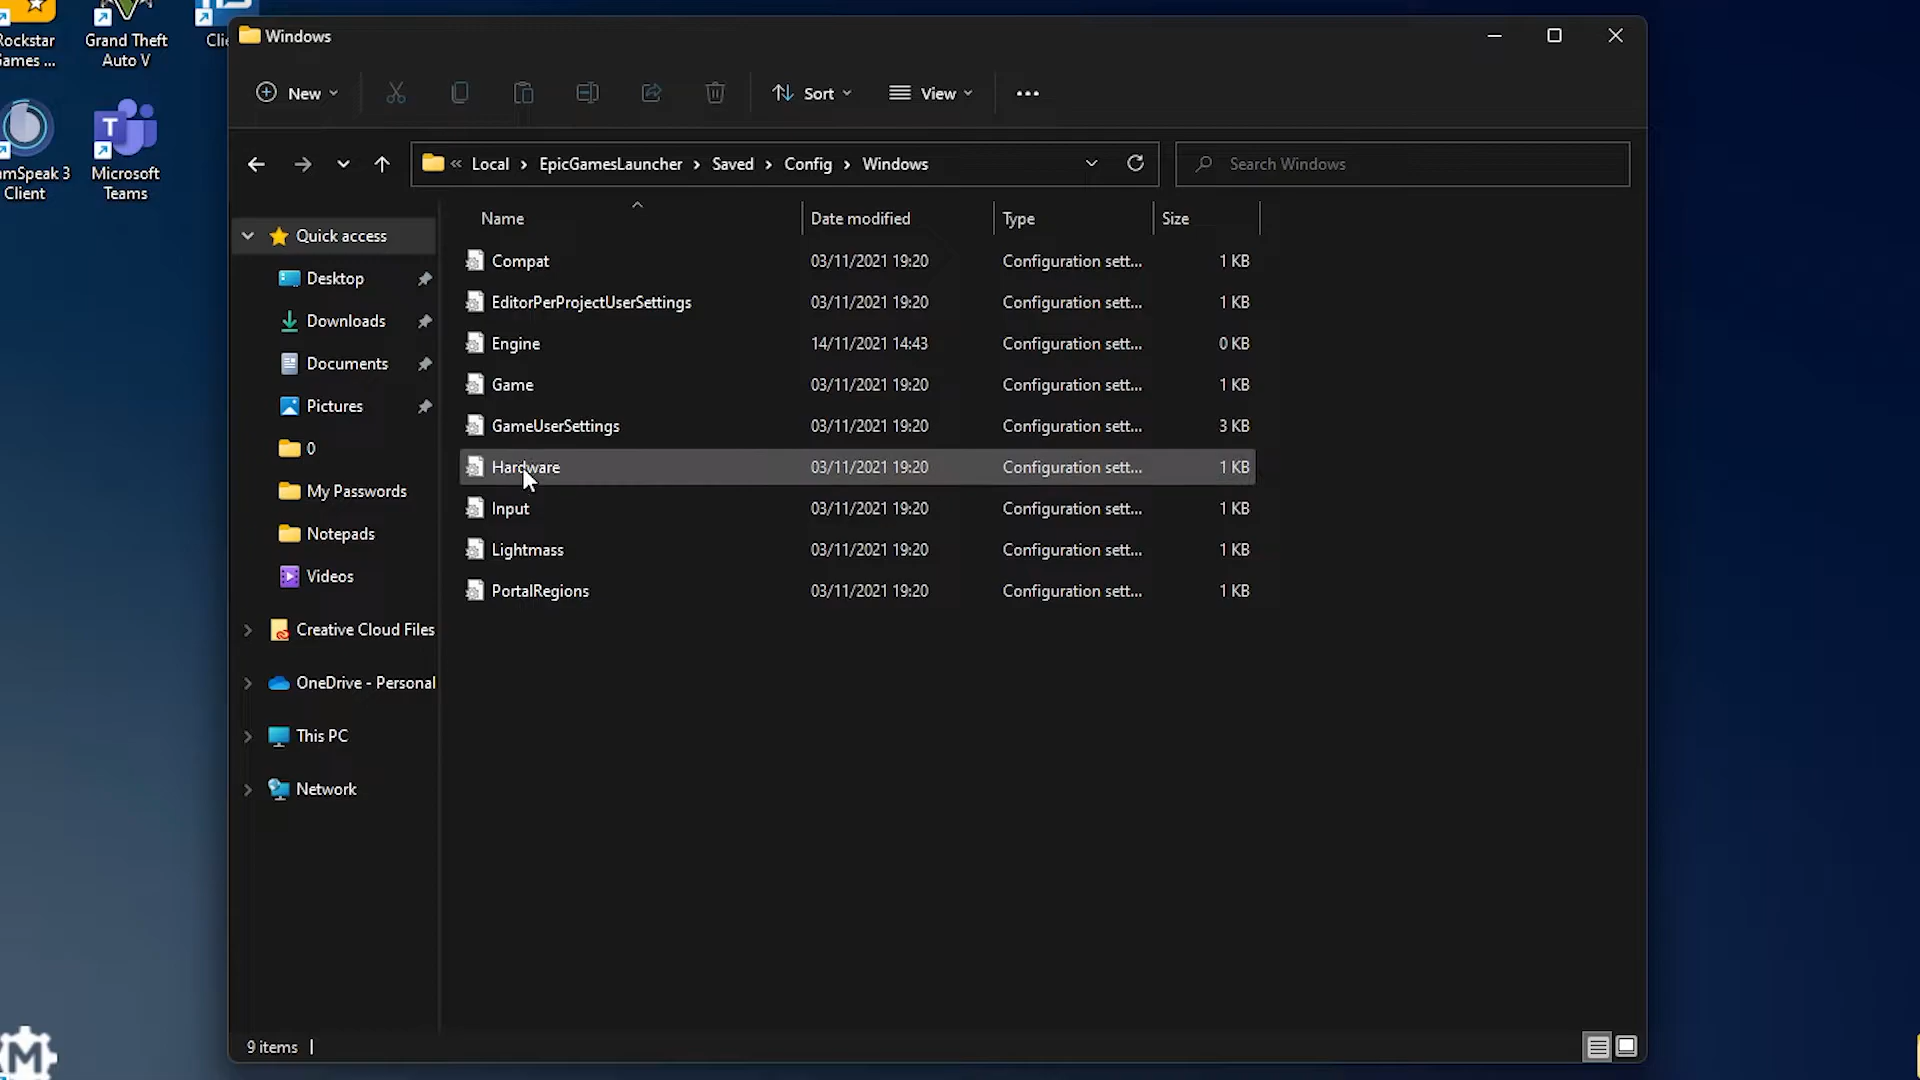 Rockstar
Games ...
Grand Theft
Auto V
Clie
amSpeak 3
Client
Microsoft
Teams
Windows
New
Sort
View
« Local › EpicGamesLauncher › Saved › Config › Windows
Search Windows
Name Date modified Type Size
Quick access
Desktop
Downloads
Documents
Pictures
0
My Passwords
Notepads
Videos
Creative Cloud Files
OneDrive - Personal
This PC
Network
Compat 03/11/2021 19:20 Configuration sett... 1 KB
EditorPerProjectUserSettings 03/11/2021 19:20 Configuration sett... 1 KB
Engine 14/11/2021 14:43 Configuration sett... 0 KB
Game 03/11/2021 19:20 Configuration sett... 1 KB
GameUserSettings 03/11/2021 19:20 Configuration sett... 3 KB
Hardware 03/11/2021 19:20 Configuration sett... 1 KB
Input 03/11/2021 19:20 Configuration sett... 1 KB
Lightmass 03/11/2021 19:20 Configuration sett... 1 KB
PortalRegions 03/11/2021 19:20 Configuration sett... 1 KB
9 items
M